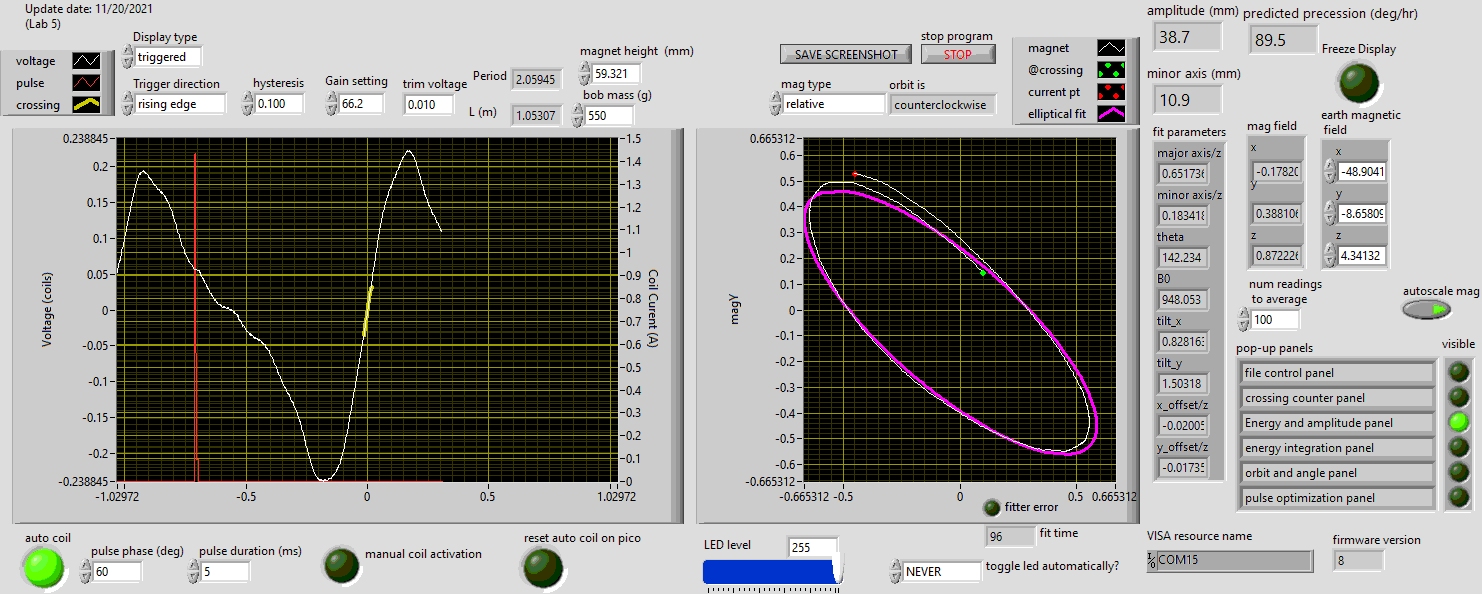 Update date: 11/20/2021
(Lab 5)
voltage
pulse
crossing
Display type
triggered
Trigger direction
rising edge
hysteresis
0.100
Gain setting
66.2
trim voltage
0.010
Period
2.05945
L (m)
1.05307
magnet height (mm)
59.321
bob mass (g)
550
SAVE SCREENSHOT
stop program
STOP
mag type
relative
orbit is
counterclockwise
magnet
@crossing
current pt
elliptical fit
amplitude (mm)
38.7
predicted precession (deg/hr)
89.5
minor axis (mm)
10.9
Freeze Display
0.238845
0.2
0.15
0.1
0.05
0
-0.05
-0.1
-0.15
-0.2
-0.238845
Voltage (coils)
-1.02972
-0.5
0
0.5
1.02972
1.5
1.4
1.3
1.2
1.1
1
0.9
0.8
0.7
0.6
0.5
0.4
0.3
0.2
0.1
0
Coil Curent (A)
0.665312
0.6
0.5
0.4
0.3
0.2
0.1
0
-0.1
-0.2
-0.3
-0.4
-0.5
-0.6
-0.665312
magy
-0.665312
-0.5
0
0.5
0.665312
fitter error
fit parameters
major axis/z
0.651736
minor axis/z
0.183418
theta
142.234
B0
948.053
tilt_x
0.828163
tilt_y
1.50318
x_offset/z
-0.02005
y_offset/z
-0.01735
mag field
x
-0.17820
y
0.388106
z
0.872226
earth magnetic
field
x
-48.9041
y
-8.65809
z
4.34132
num readings
to average
100
autoscale mag
pop-up panels
visible
file control panel
crossing counter panel
Energy and amplitude panel
energy integration panel
orbit and angle panel
pulse optimization panel
auto coil
pulse phase (deg)
60
pulse duration (ms)
5
manual coil activation
reset auto coil on pico
LED level
255
96
fit time
NEVER
toggle led automatically?
VISA resource name
COM15
firmware version
8